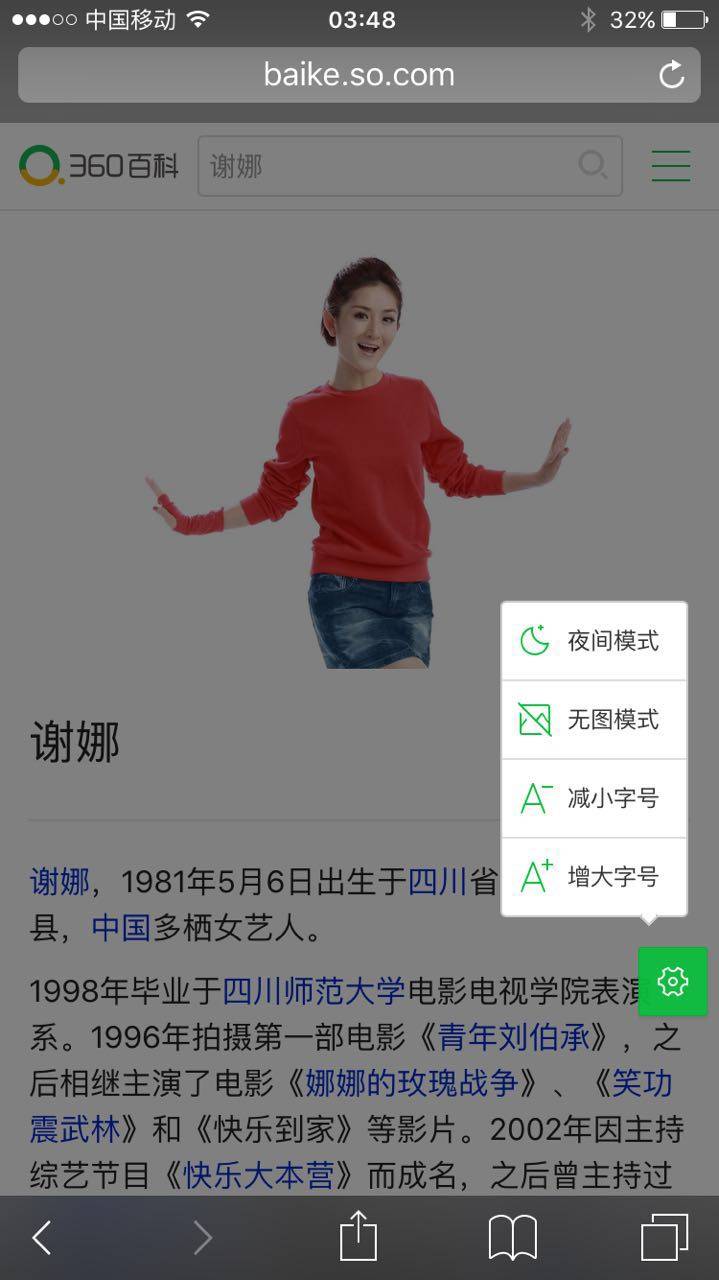 中国移动 03:48 32%
baike.so.com
360百科 谢娜
夜间模式
无图模式
减小字号
增大字号
谢娜
谢娜，1981年5月6日出生于四川省
县，中国多栖女艺人。
1998年毕业于四川师范大学电影电视学院表演
系。1996年拍摄第一部电影《青年刘伯承》，之
后相继主演了电影《娜娜的玫瑰战争》、《笑功
震武林》和《快乐到家》等影片。2002年因主持
综艺节目《快乐大本营》而成名，之后曾主持过